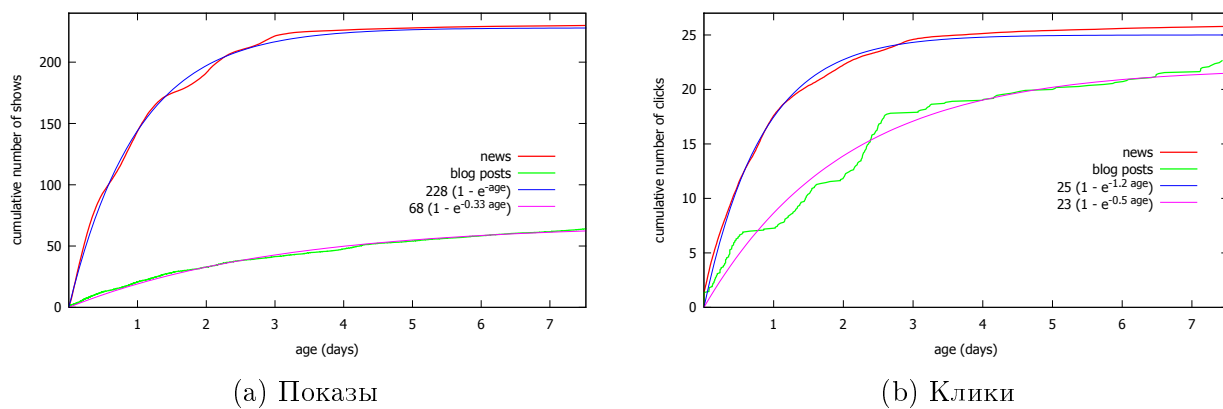 cumulative number of shows
200
150
100
50
0
news
blog posts
228 (1 - e^-age)
68 (1 - e^-0.33 age)
1 2 3 4 5 6 7
age (days)
(a) Показы
cumulative number of clicks
25
20
15
10
5
0
news
blog posts
25 (1 - e^-1.2 age)
23 (1 - e^-0.5 age)
1 2 3 4 5 6 7
age (days)
(b) Клики